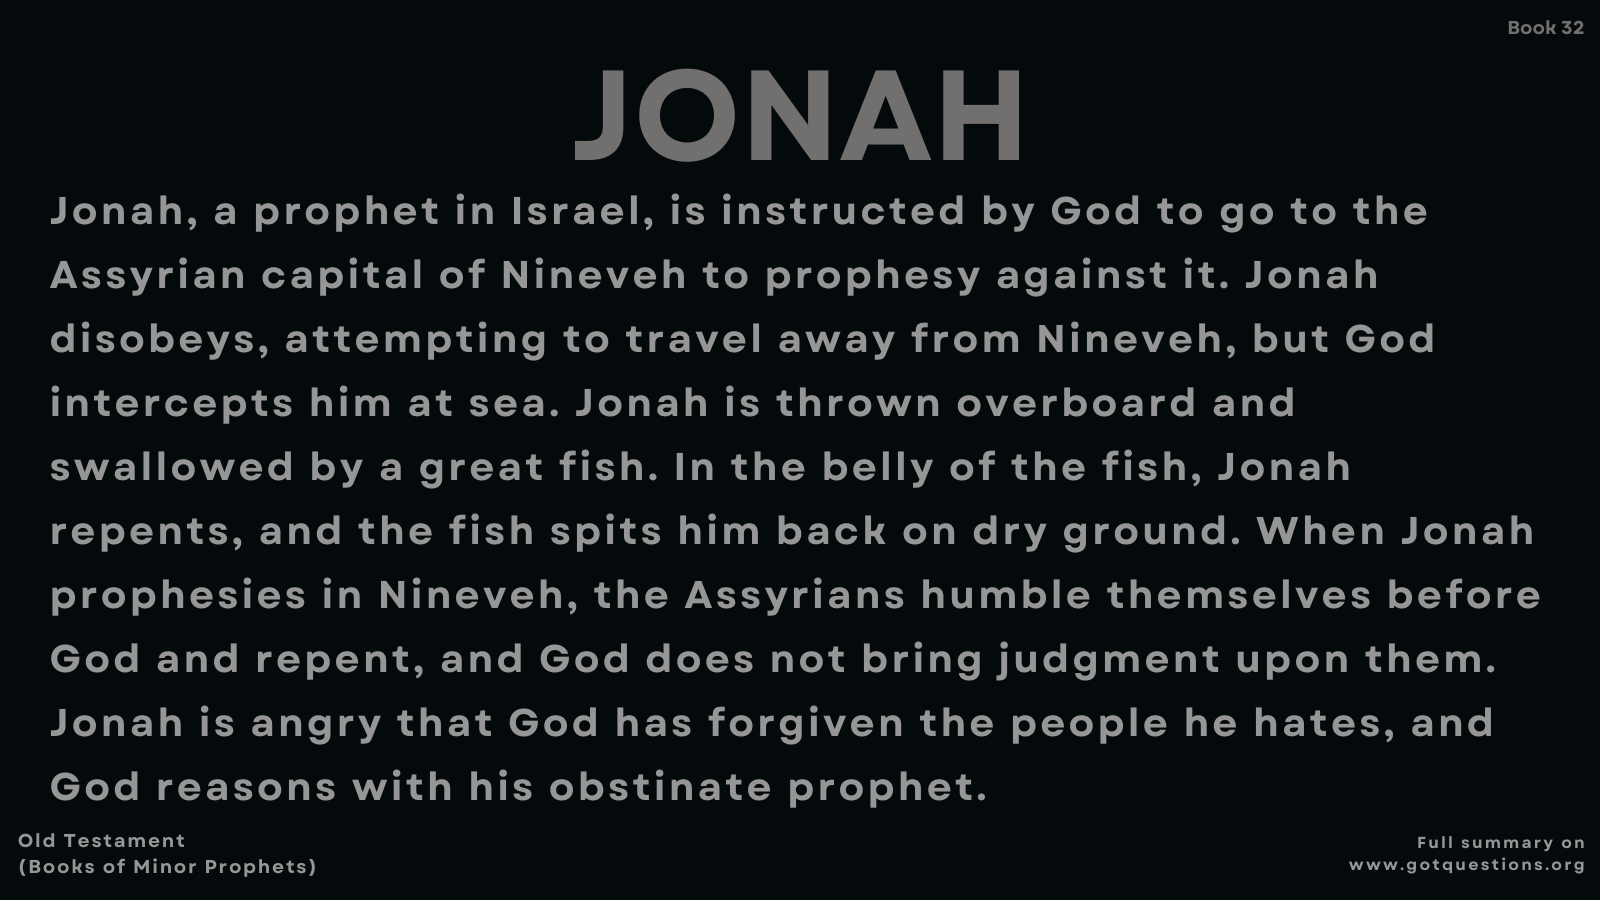 Book 32
JONAH
Jonah, a prophet in Israel, is instructed by God to go to the
Assyrian capital of Nineveh to prophesy against it. Jonah
disobeys, attempting to travel away from Nineveh, but God
intercepts him at sea. Jonah is thrown overboard and
swallowed by a great fish. In the belly of the fish, Jonah
repents, and the fish spits him back on dry ground. When Jonah
prophesies in Nineveh, the Assyrians humble themselves before
God and repent, and God does not bring judgment upon them.
Jonah is angry that God has forgiven the people he hates, and
God reasons with his obstinate prophet.
Old Testament
(Books of Minor Prophets)
Full summary on
www.gotquestions.org